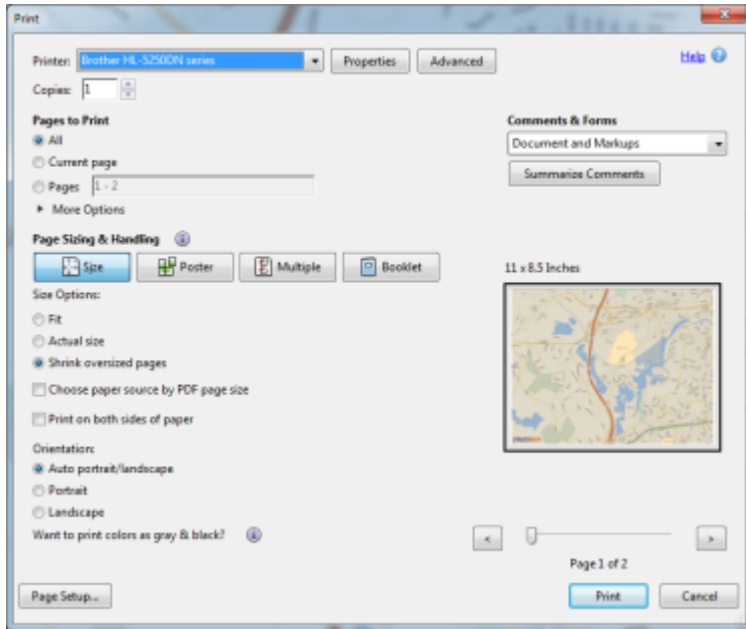 Print
Printer: Brother HL-5250DN series Properties Advanced Help
Copies: 1
Pages to Print
All
Current page
Pages 1 - 2
More Options
Comments & Forms
Document and Markups
Summarize Comments
Page Sizing & Handling
Size Poster Multiple Booklet
Size Options:
Fit
Actual size
Shrink oversized pages
Choose paper source by PDF page size
Print on both sides of paper
Orientation:
Auto portrait/landscape
Portrait
Landscape
Want to print colors as gray & black?
11 x 8.5 Inches
< >
Page 1 of 2
Page Setup... Print Cancel